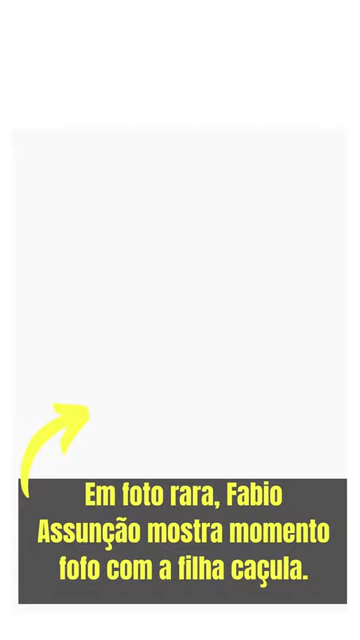 Em foto rara, Fabio
Assunção mostra momento
fofo com a filha caçula.